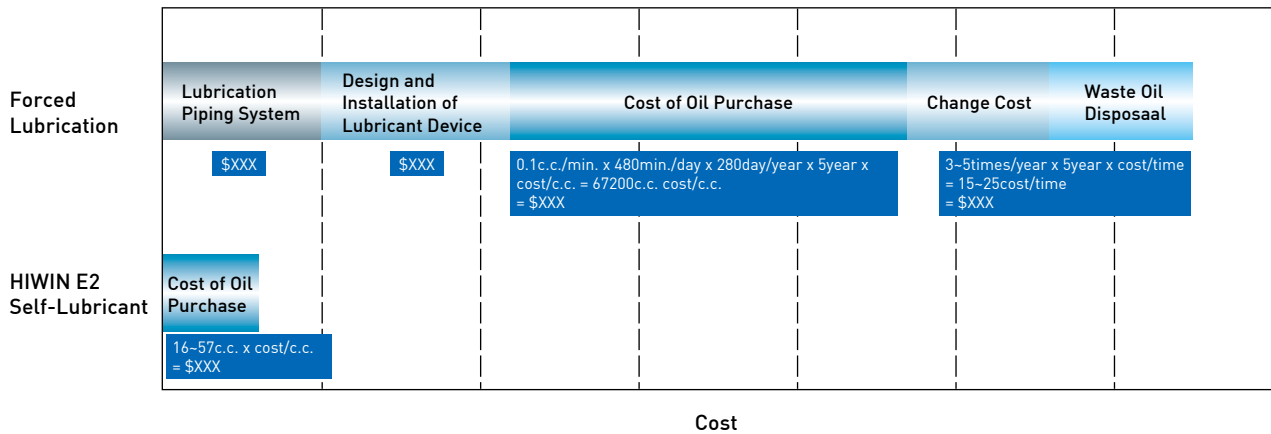 Forced
Lubrication
Lubrication
Piping System
Design and
Installation of
Lubricant Device
Cost of Oil Purchase
Change Cost
Waste Oil
Disposaal
$XXX
$XXX
0.1c.c./min. x 480min./day x 280day/year x 5year x
cost/c.c. = 67200c.c. cost/c.c.
= $XXX
3~5times/year x 5year x cost/time
= 15~25cost/time
= $XXX
HIWIN E2
Self-Lubricant
Cost of Oil
Purchase
16~57c.c. x cost/c.c.
= $XXX
Cost